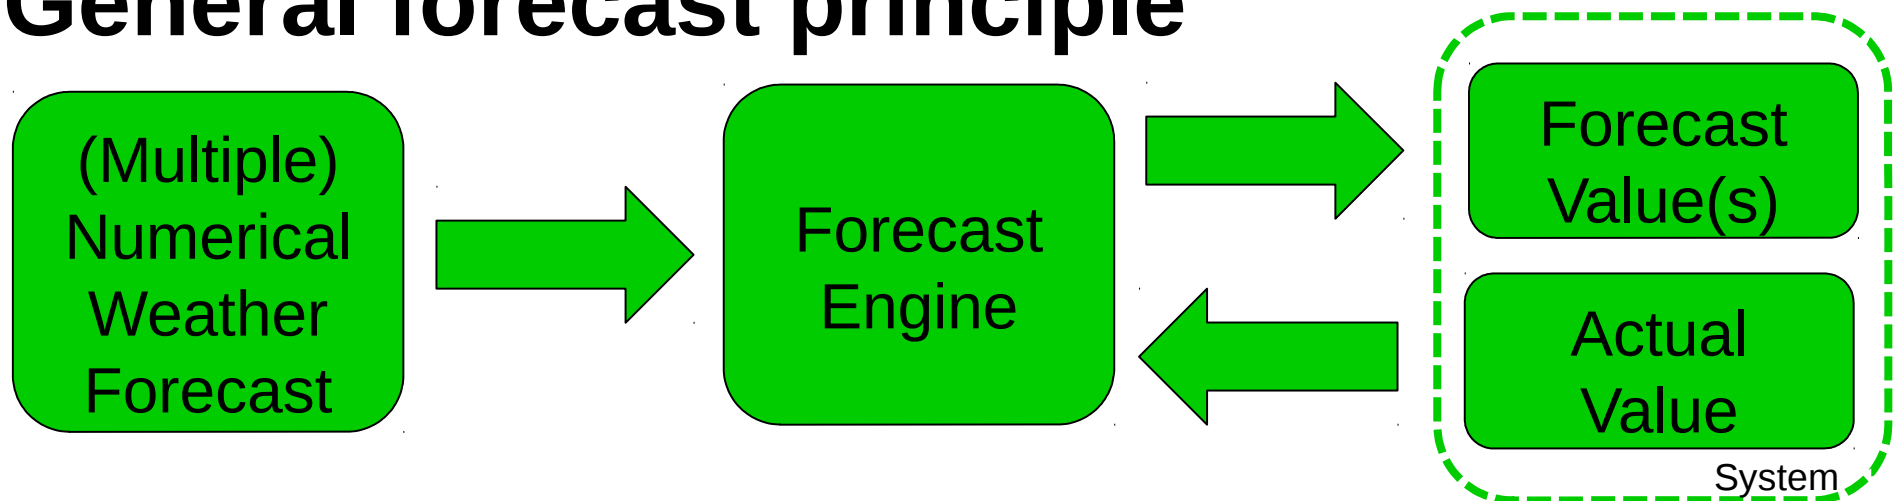 General forecast principle
(Multiple)
Numerical
Weather
Forecast
Forecast
Engine
Forecast
Value(s)
Actual
Value
System